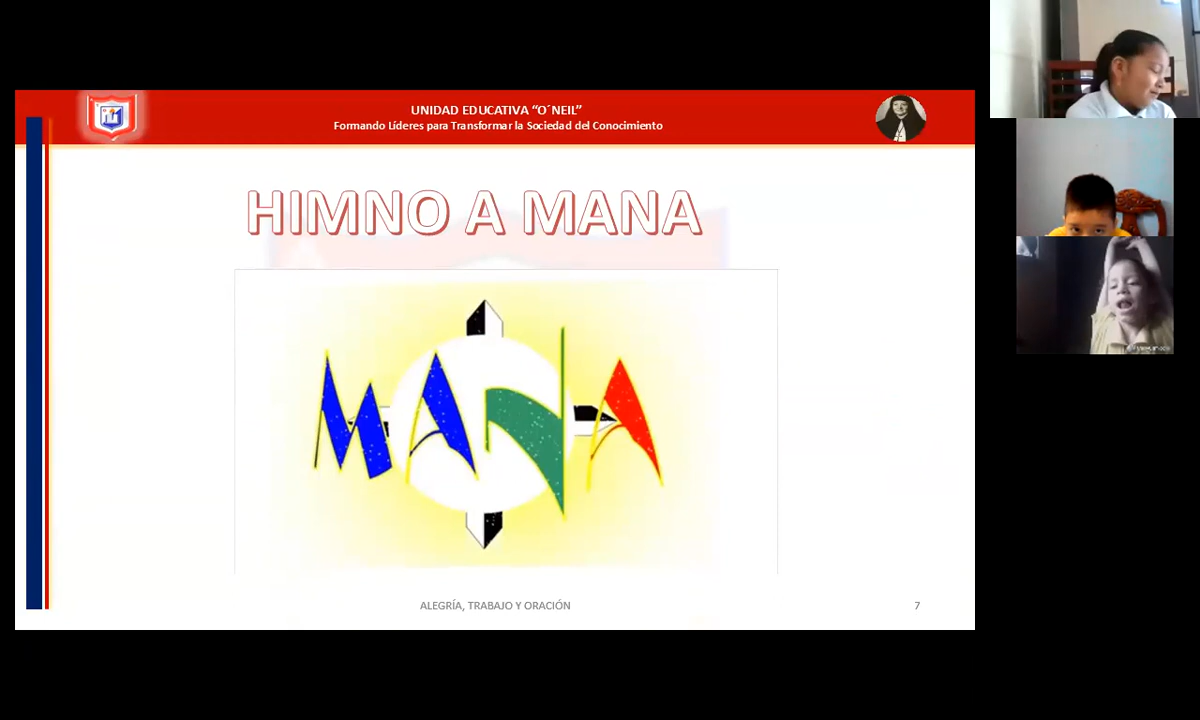 UNIDAD EDUCATIVA “O´NEIL”
Formando Líderes para Transformar la Sociedad del Conocimiento
HIMNO A MANA
MANA
ALEGRÍA, TRABAJO Y ORACIÓN
7